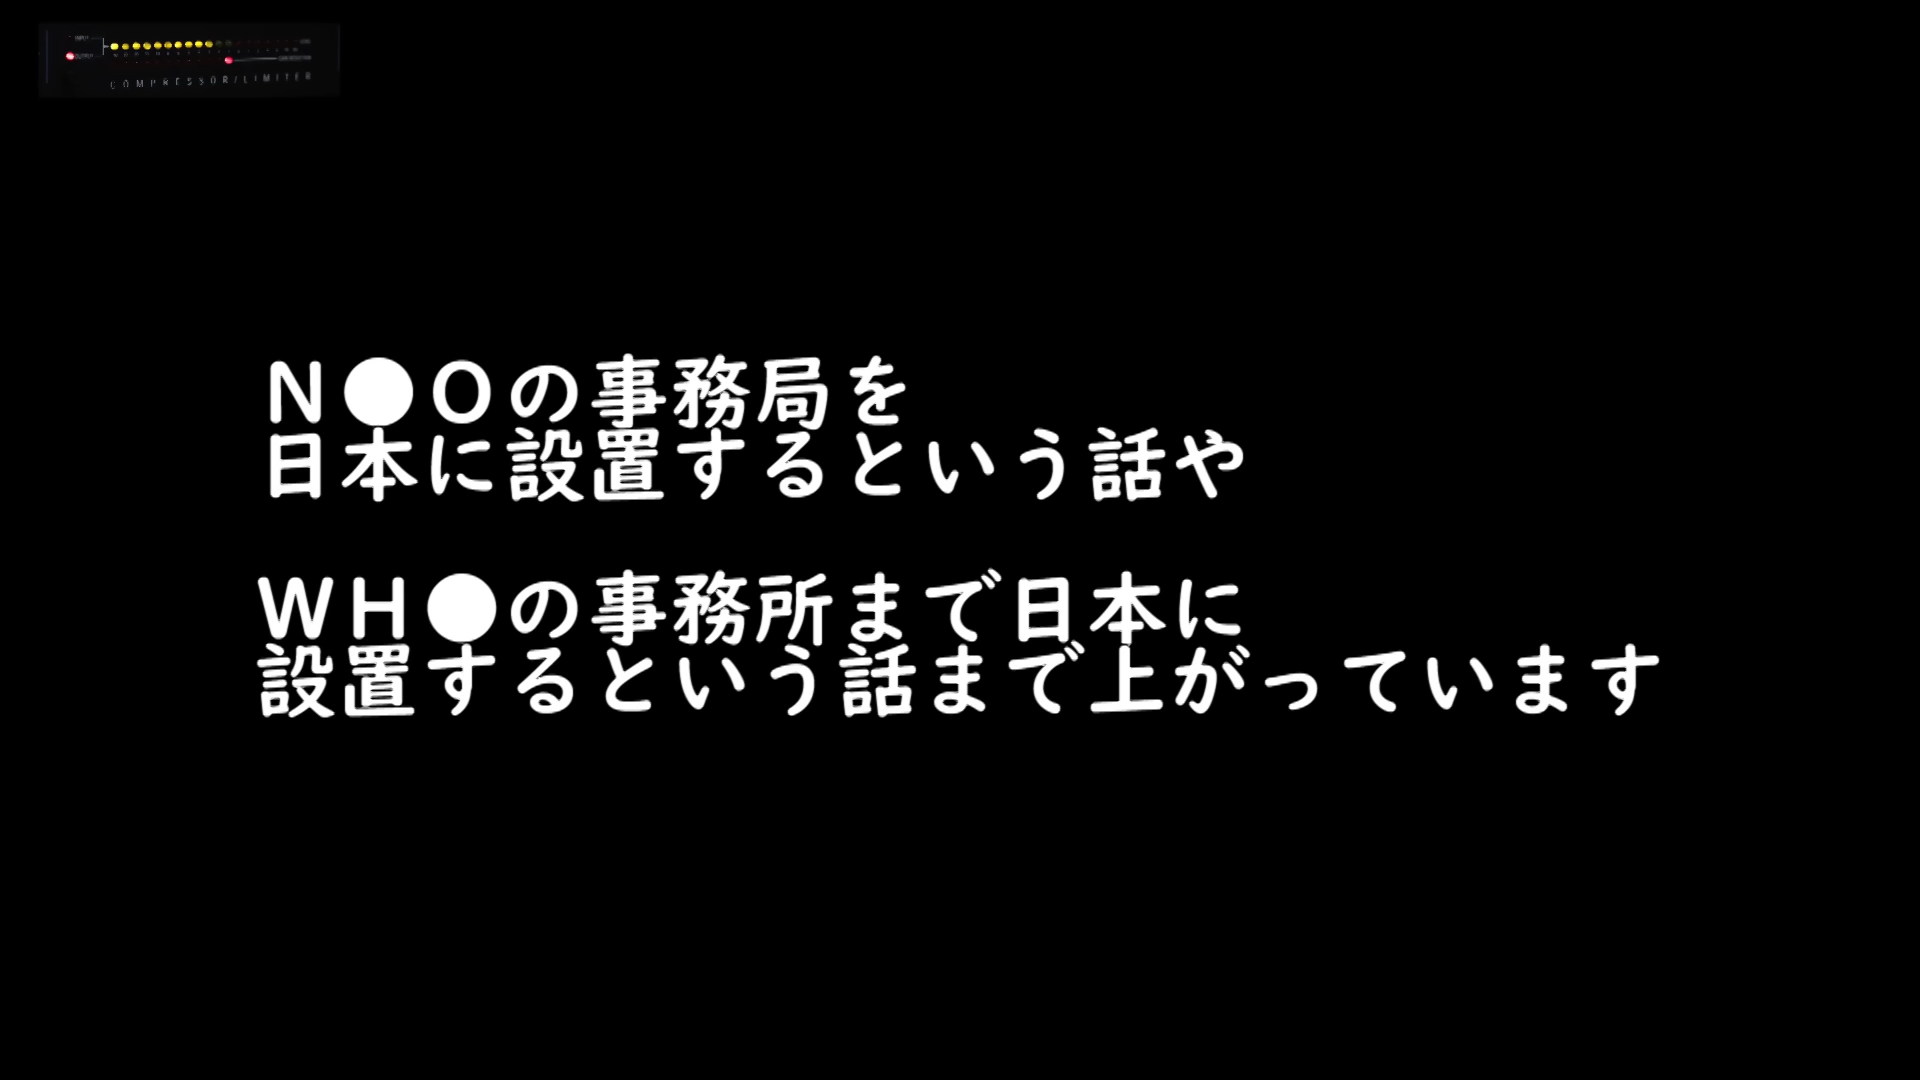 COMPRESSOR/LIMITER
N●Oの事務局を
日本に設置するという話や
WH●の事務所まで日本に
設置するという話まで上がっています